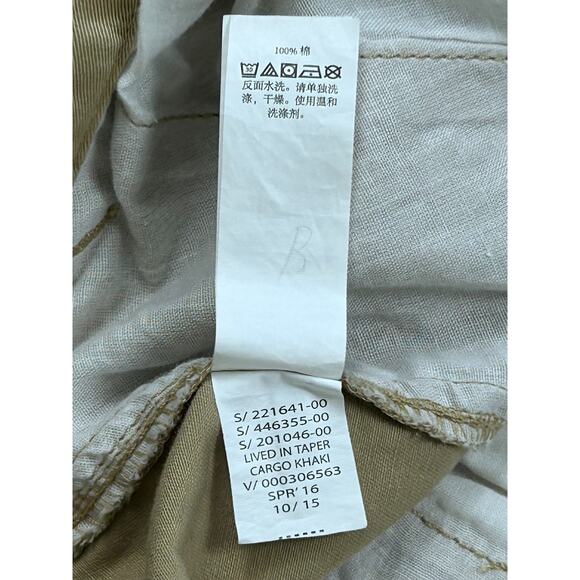 100% 棉
反面水洗。请单独洗
涤，干燥。使用温和
洗涤剂。
B
S/ 221641-00
S/ 446355-00
S/ 201046-00
LIVED IN TAPER
CARGO KHAKI
V/ 000306563
SPR' 16
10/ 15